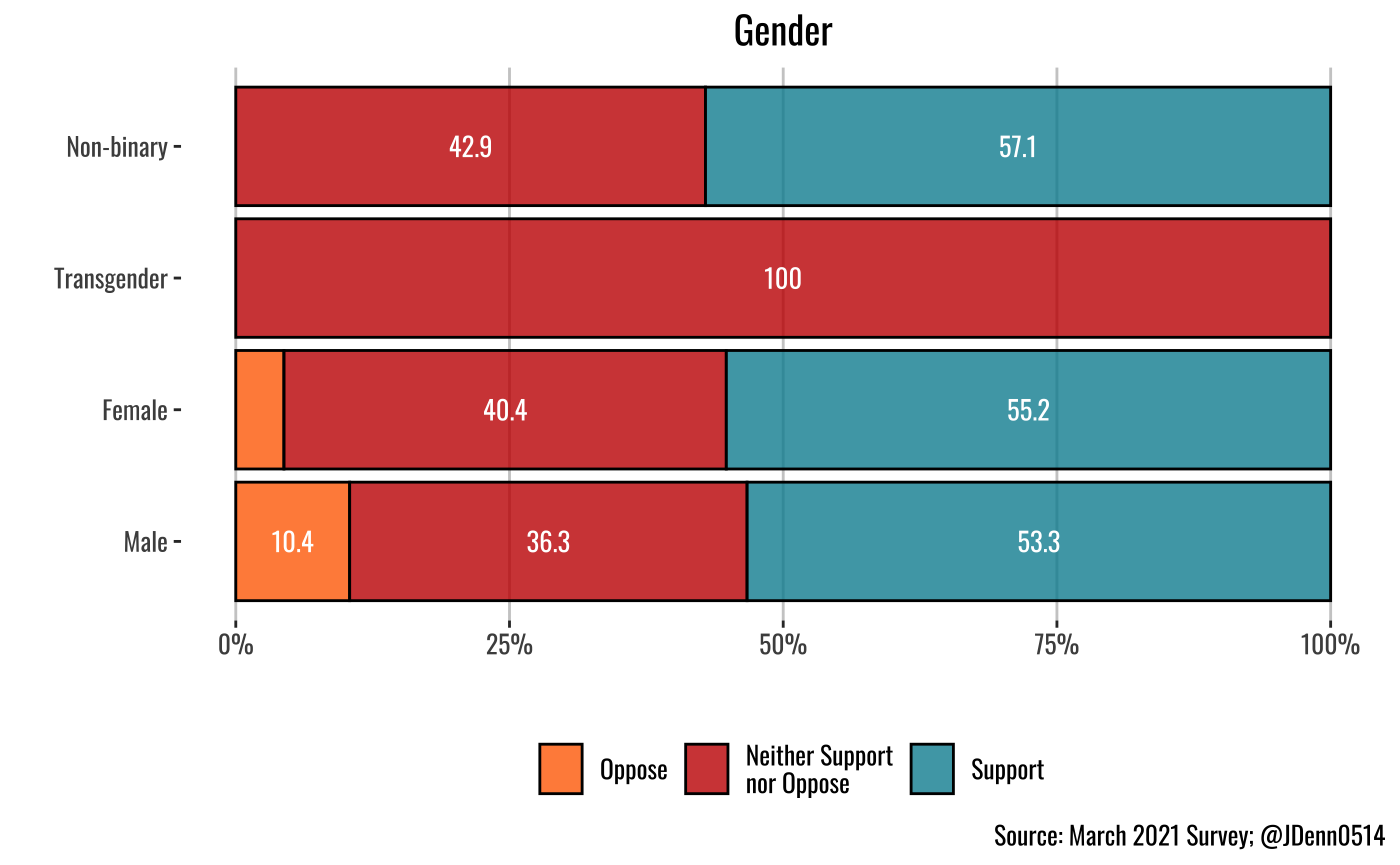 Gender
Non-binary
42.9
57.1
Transgender
100
Female
40.4
55.2
Male
10.4
36.3
53.3
0%
25%
50%
75%
100%
Oppose
Neither Support
nor Oppose
Support
Source: March 2021 Survey; @JDenn0514